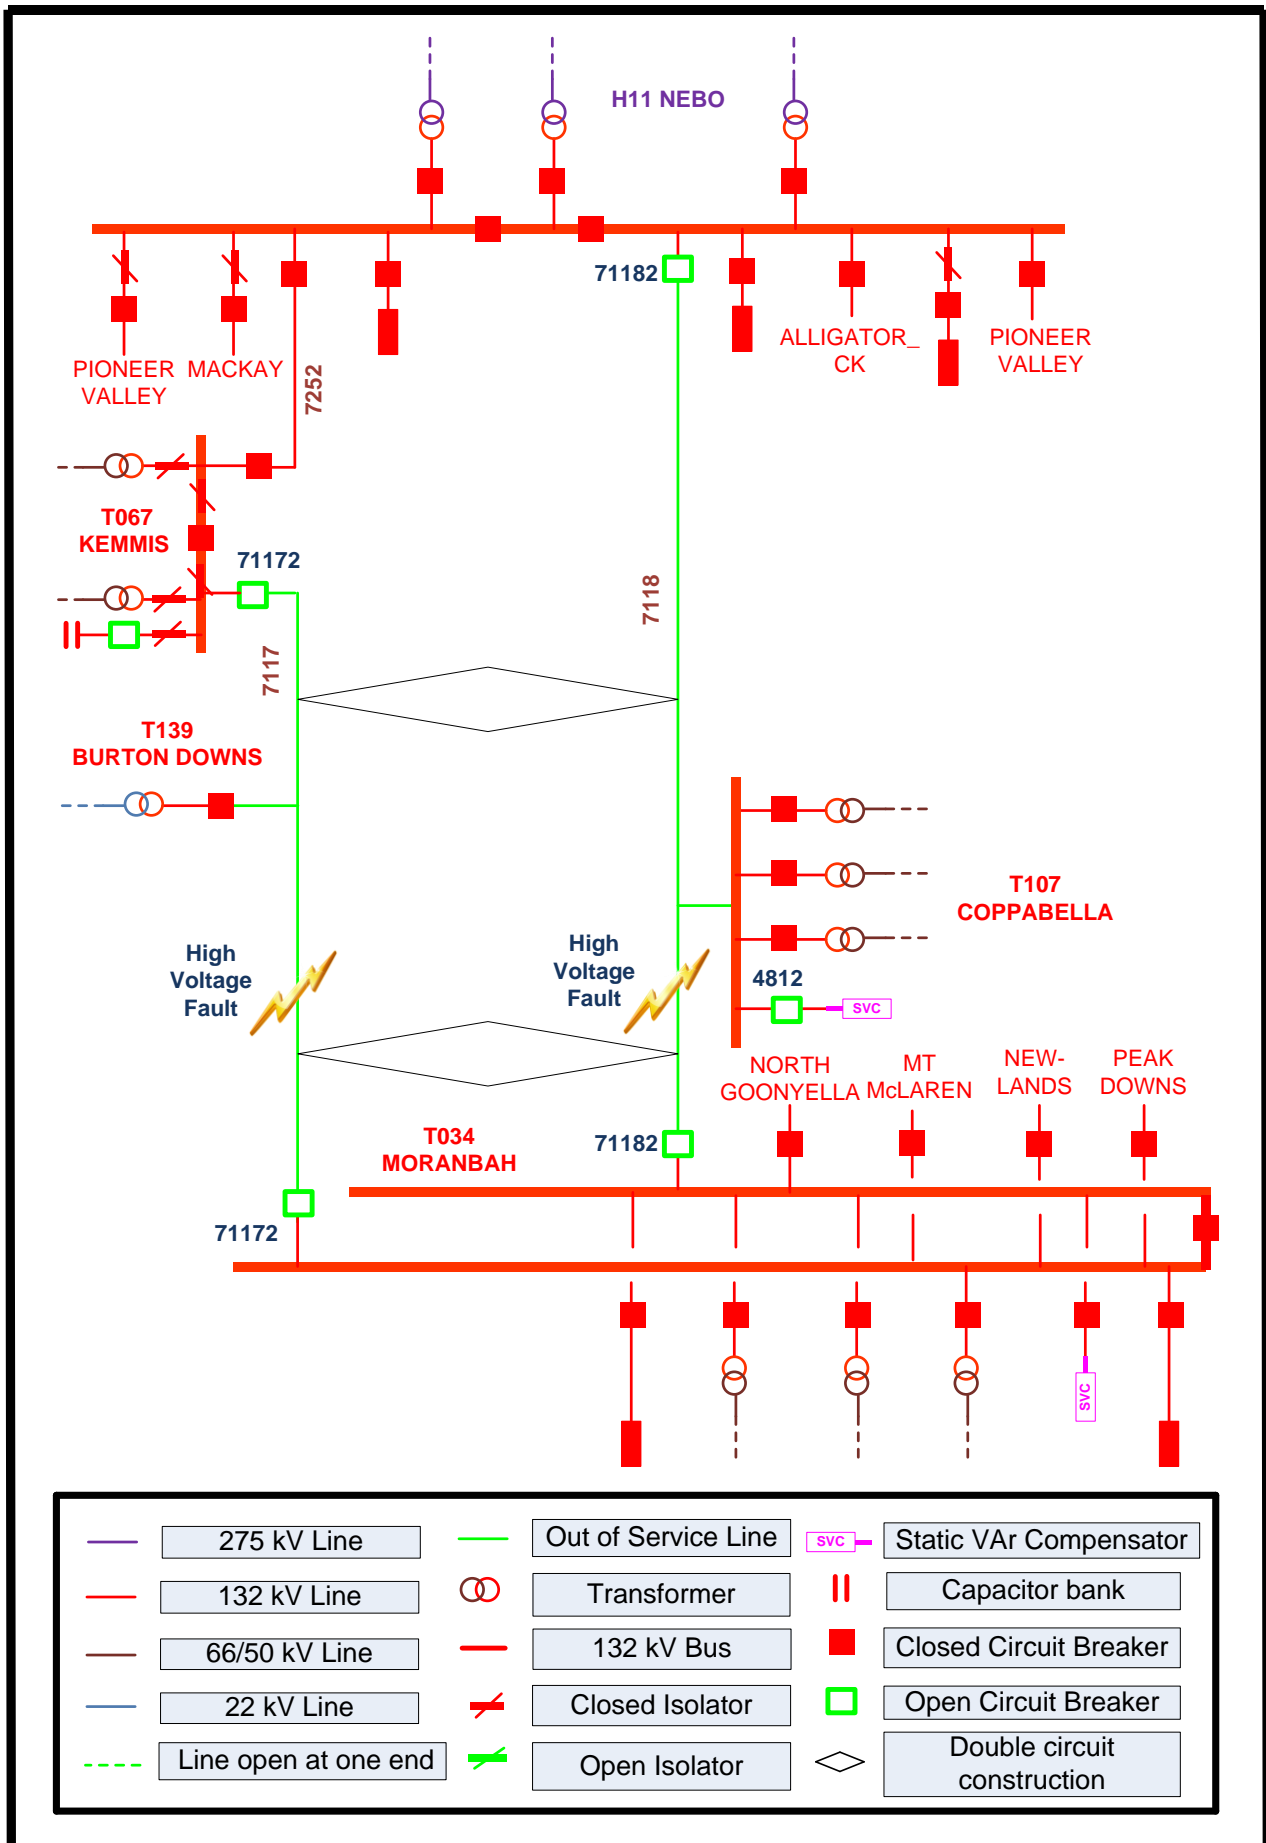 H11 NEBO
71182
PIONEER
VALLEY
MACKAY
ALLIGATOR_
CK
PIONEER
VALLEY
7252
T067
KEMMIS
71172
7118
7117
T139
BURTON DOWNS
T107
COPPABELLA
High
Voltage
Fault
High
Voltage
Fault
4812
SVC
NORTH
GOONYELLA
MT
McLAREN
NEW-
LANDS
PEAK
DOWNS
T034
MORANBAH
71182
71172
SVC
275 kV Line
Out of Service Line
SVC
Static VAr Compensator
132 kV Line
Transformer
Capacitor bank
66/50 kV Line
132 kV Bus
Closed Circuit Breaker
22 kV Line
Closed Isolator
Open Circuit Breaker
Line open at one end
Open Isolator
Double circuit
construction